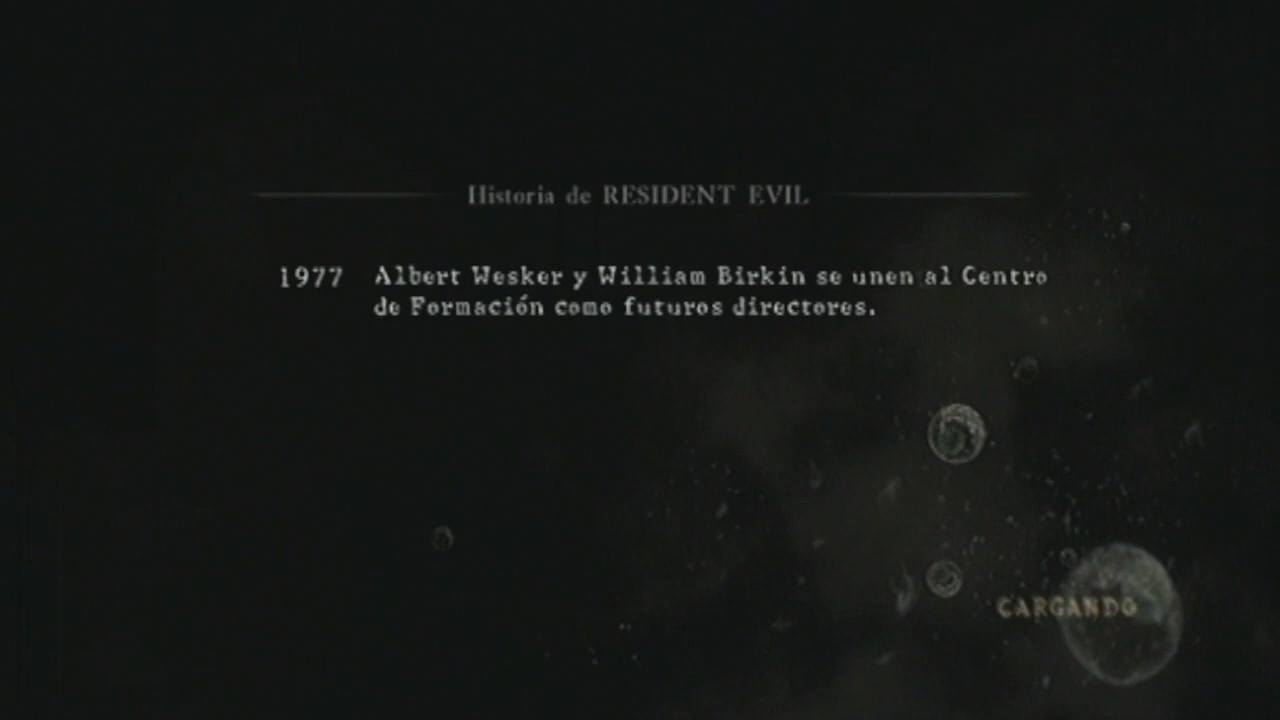 Historia de RESIDENT EVIL
1977 Albert Wesker y William Birkin se unen al Centro
de Formación como futuros directores.
CARGANDO